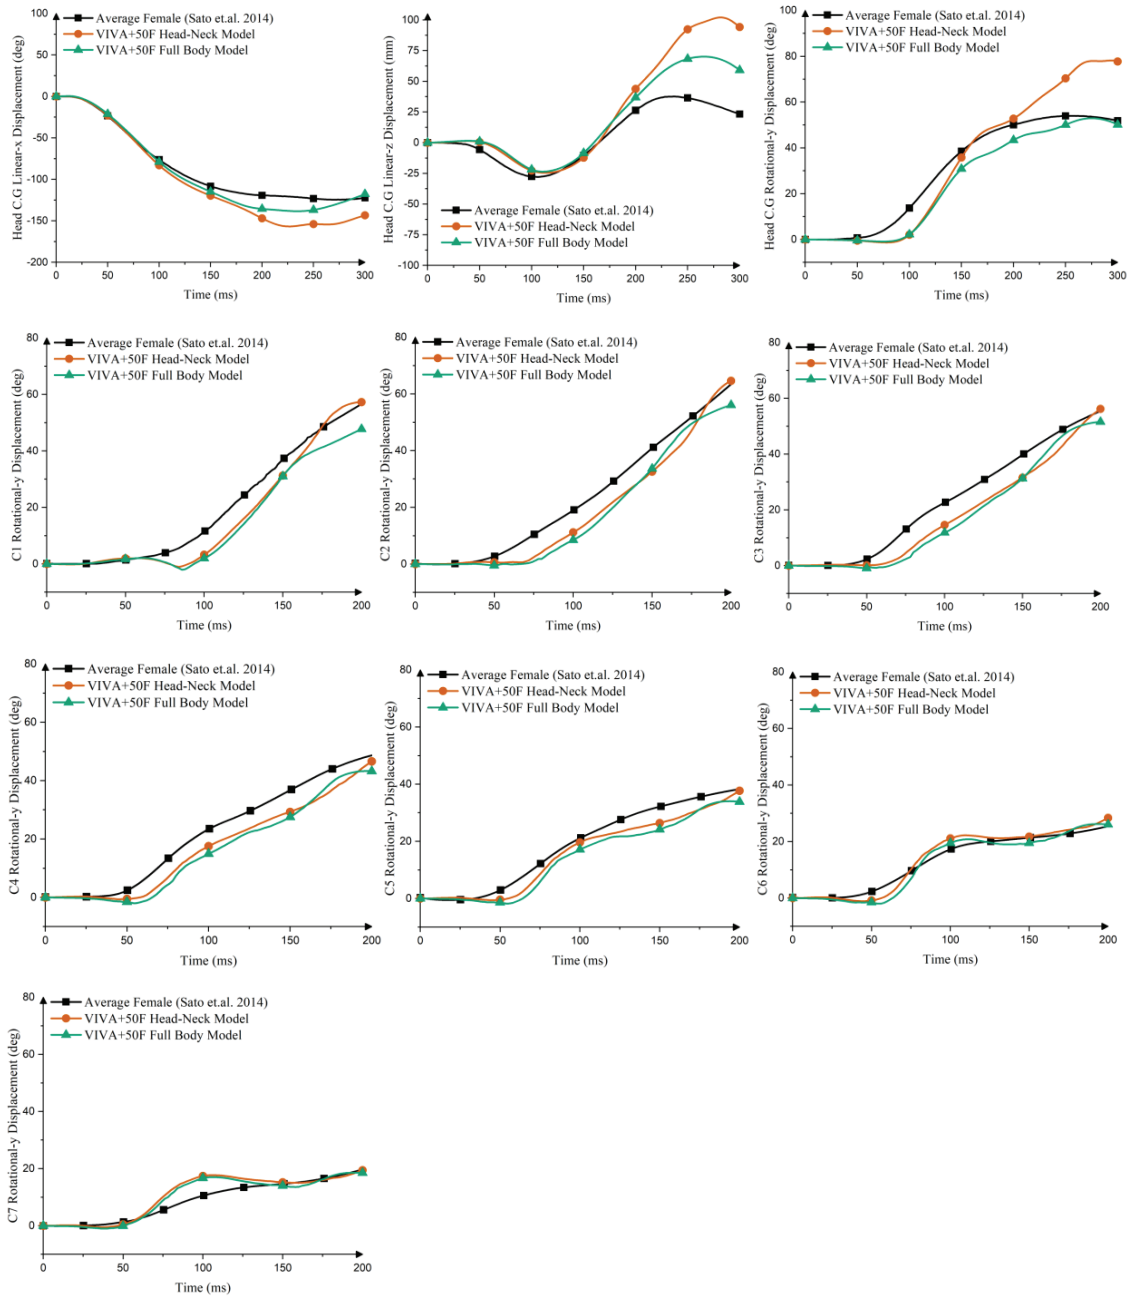 Average Female (Sato et.al. 2014)
VIVA+50F Head-Neck Model
VIVA+50F Full Body Model
Head C.G Linear-x Displacement (deg)
100
75
50
25
0
-25
-50
-75
-100
-125
-150
-175
-200
0 50 100 150 200 250 300
Time (ms)
Average Female (Sato et.al. 2014)
VIVA+50F Head-Neck Model
VIVA+50F Full Body Model
Head C.G Linear-z Displacement (mm)
100
75
50
25
0
-25
-50
-75
-100
0 50 100 150 200 250 300
Time (ms)
Average Female (Sato et.al. 2014)
VIVA+50F Head-Neck Model
VIVA+50F Full Body Model
Head C.G Rotational-y Displacement (deg)
100
80
60
40
20
0
0 50 100 150 200 250 300
Time (ms)
Average Female (Sato et.al. 2014)
VIVA+50F Head-Neck Model
VIVA+50F Full Body Model
C1 Rotational-y Displacement (deg)
80
60
40
20
0
0 50 100 150 200
Time (ms)
Average Female (Sato et.al. 2014)
VIVA+50F Head-Neck Model
VIVA+50F Full Body Model
C2 Rotational-y Displacement (deg)
80
60
40
20
0
0 50 100 150 200
Time (ms)
Average Female (Sato et.al. 2014)
VIVA+50F Head-Neck Model
VIVA+50F Full Body Model
C3 Rotational-y Displacement (deg)
80
60
40
20
0
0 50 100 150 200
Time (ms)
Average Female (Sato et.al. 2014)
VIVA+50F Head-Neck Model
VIVA+50F Full Body Model
C4 Rotational-y Displacement (deg)
80
60
40
20
0
0 50 100 150 200
Time (ms)
Average Female (Sato et.al. 2014)
VIVA+50F Head-Neck Model
VIVA+50F Full Body Model
C5 Rotational-y Displacement (deg)
80
60
40
20
0
0 50 100 150 200
Time (ms)
Average Female (Sato et.al. 2014)
VIVA+50F Head-Neck Model
VIVA+50F Full Body Model
C6 Rotational-y Displacement (deg)
80
60
40
20
0
0 50 100 150 200
Time (ms)
Average Female (Sato et.al. 2014)
VIVA+50F Head-Neck Model
VIVA+50F Full Body Model
C7 Rotational-y Displacement (deg)
80
60
40
20
0
0 50 100 150 200
Time (ms)